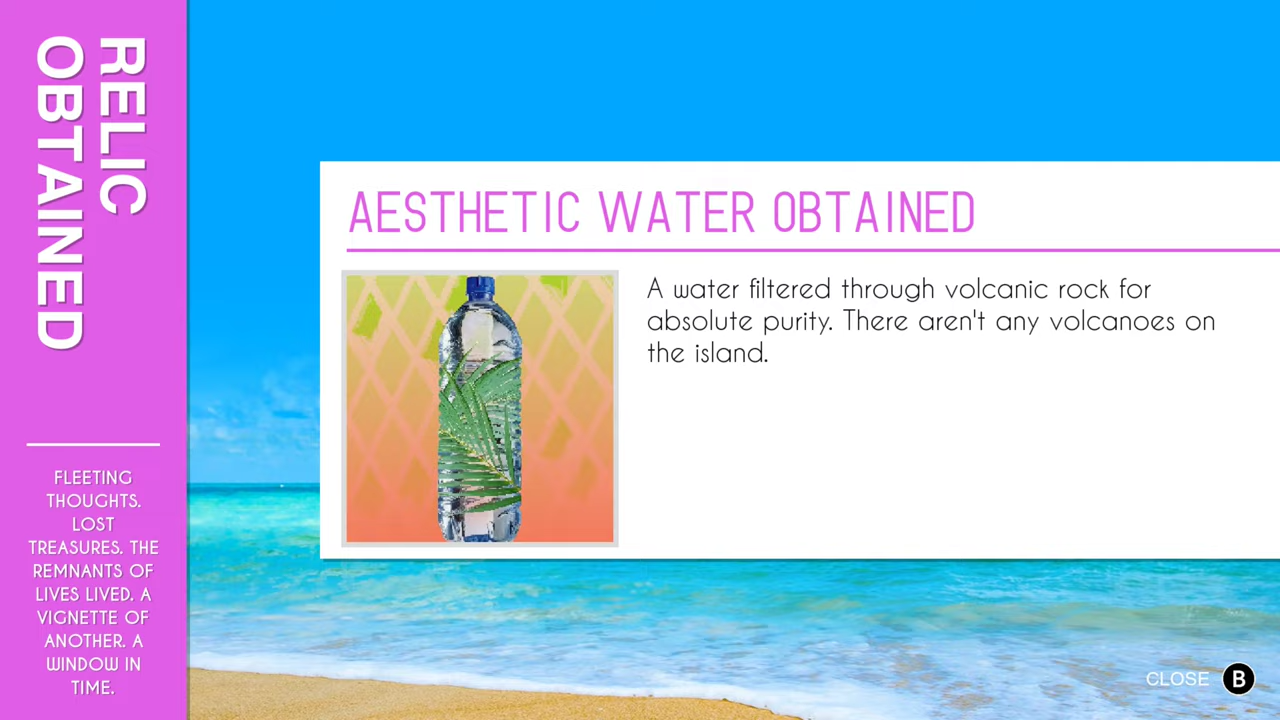 RELIC
OBTAINED
FLEETING
THOUGHTS.
LOST
TREASURES. THE
REMNANTS OF
LIVES LIVED. A
VIGNETTE OF
ANOTHER. A
WINDOW IN
TIME.
AESTHETIC WATER OBTAINED
A water filtered through volcanic rock for
absolute purity. There aren't any volcanoes on
the island.
CLOSE B